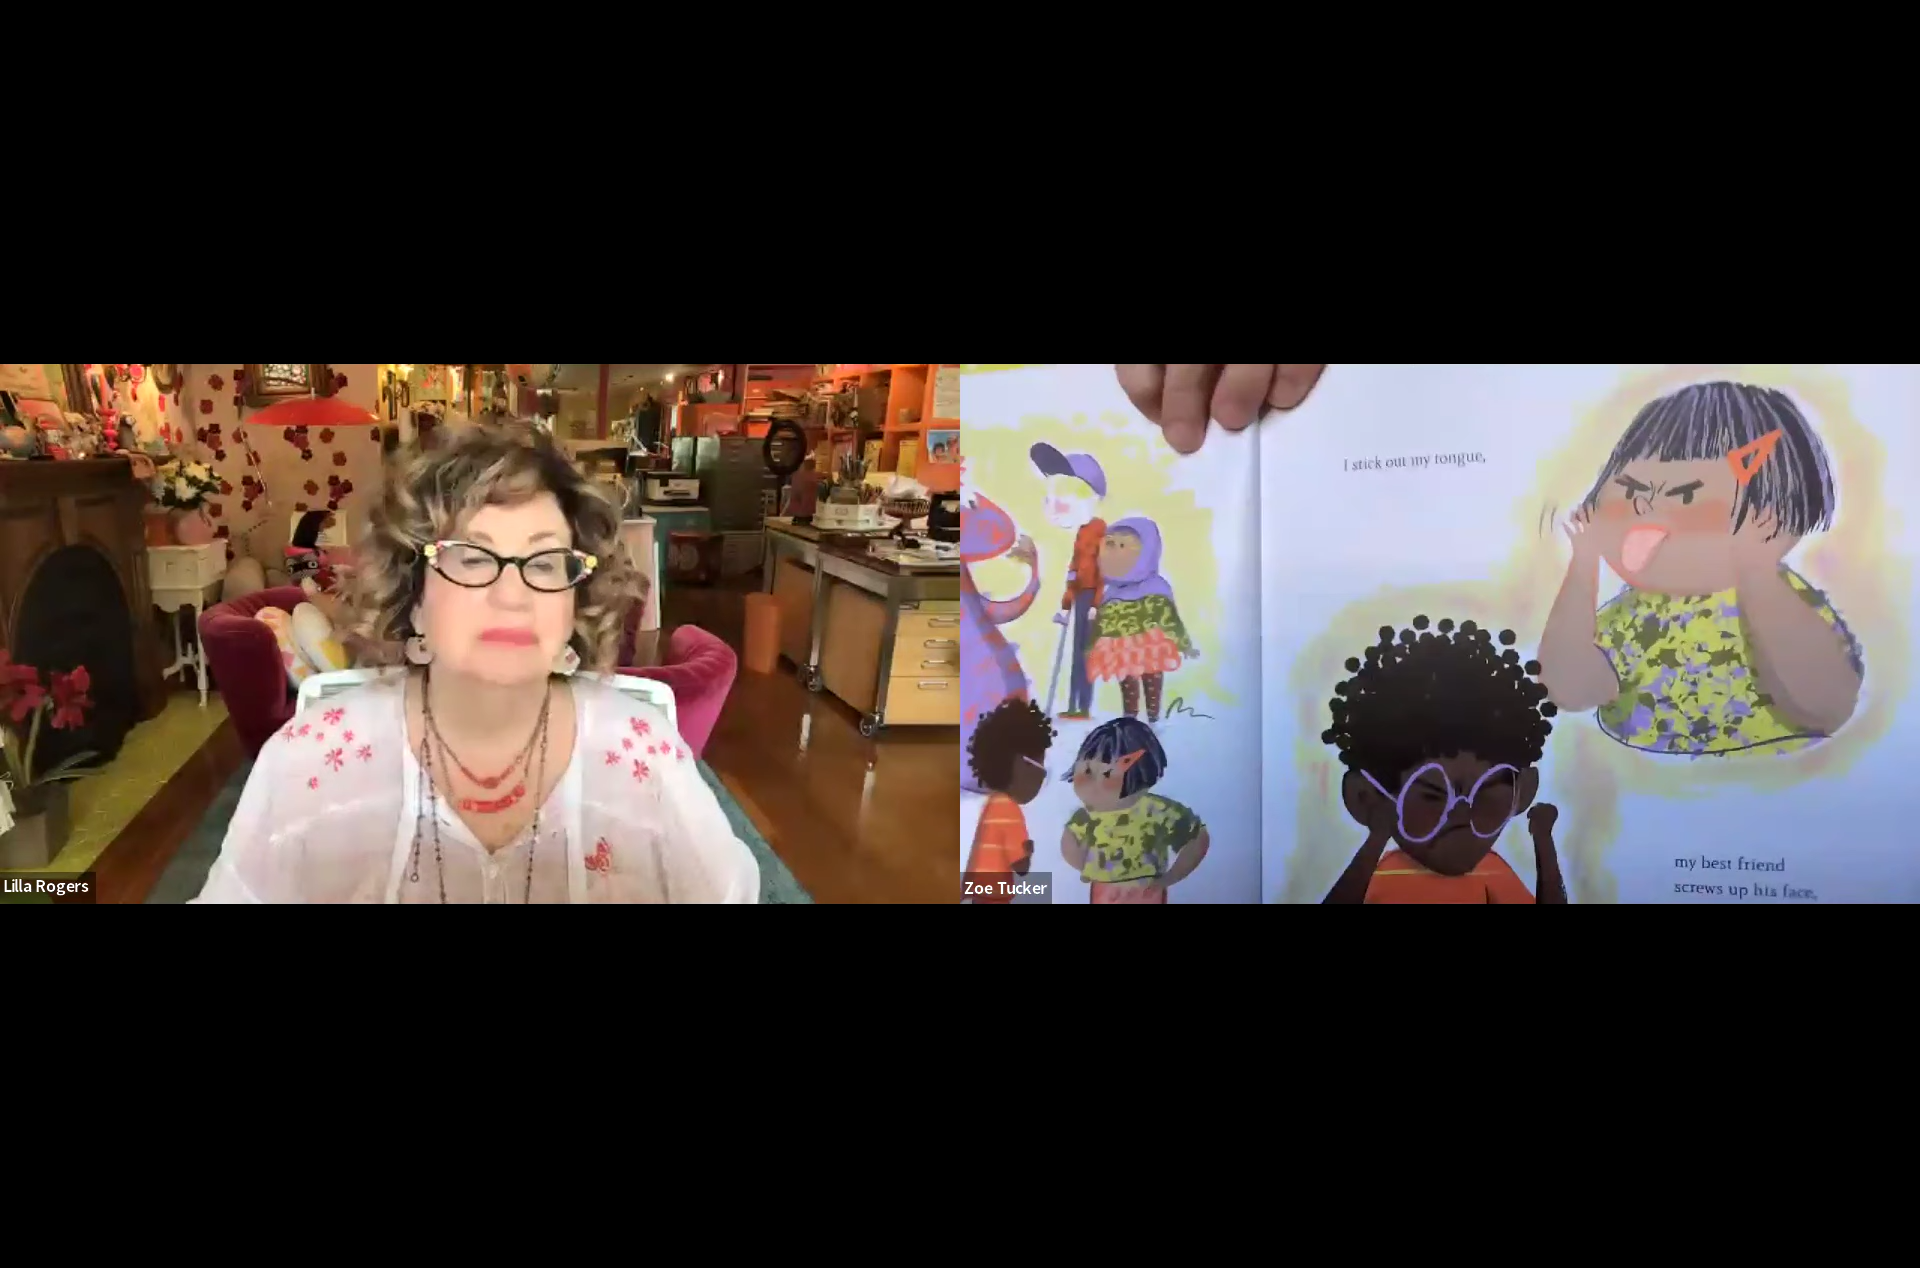 I stick out my tongue,
my best friend
screws up his face,
Lilla Rogers
Zoe Tucker